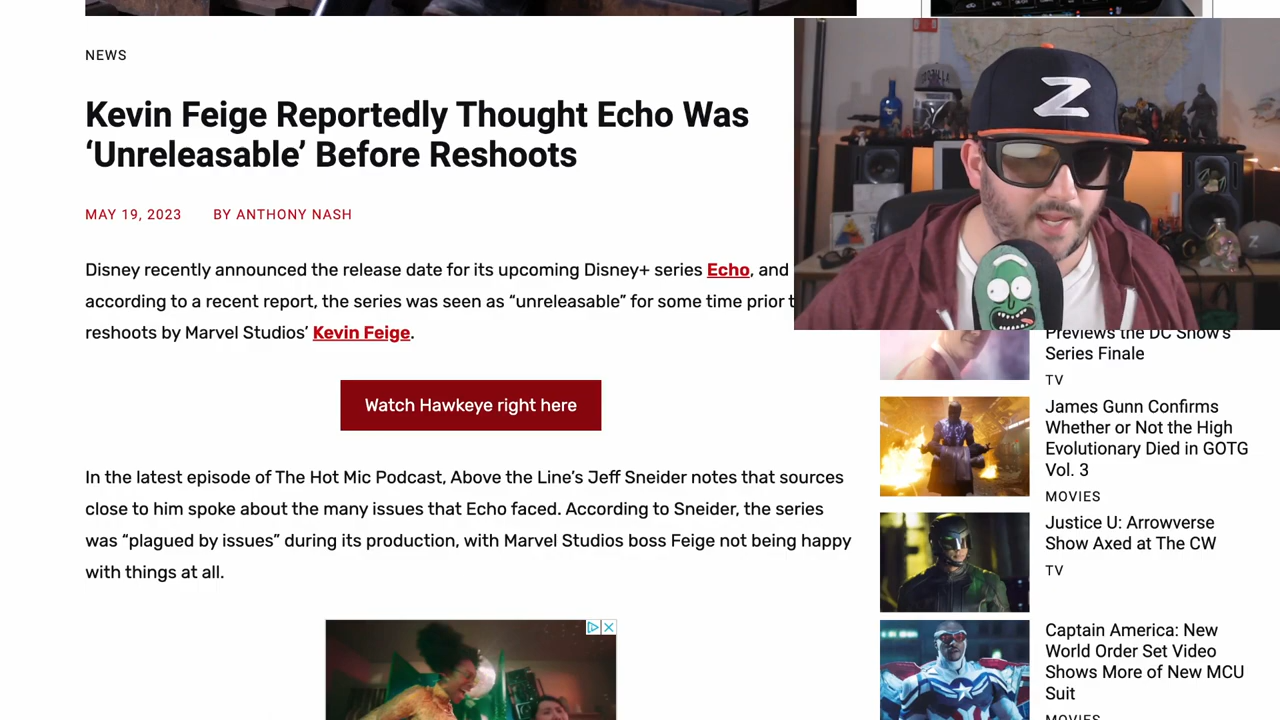 NEWS
Kevin Feige Reportedly Thought Echo Was
‘Unreleasable’ Before Reshoots
MAY 19, 2023 BY ANTHONY NASH
Disney recently announced the release date for its upcoming Disney+ series Echo, and
according to a recent report, the series was seen as “unreleasable” for some time prior
reshoots by Marvel Studios’ Kevin Feige.
Watch Hawkeye right here
In the latest episode of The Hot Mic Podcast, Above the Line’s Jeff Sneider notes that sources
close to him spoke about the many issues that Echo faced. According to Sneider, the series
was “plagued by issues” during its production, with Marvel Studios boss Feige not being happy
with things at all.
Z
Previews the DC Show’s
Series Finale
TV
James Gunn Confirms
Whether or Not the High
Evolutionary Died in GOTG
Vol. 3
MOVIES
Justice U: Arrowverse
Show Axed at The CW
TV
Captain America: New
World Order Set Video
Shows More of New MCU
Suit
MOVIES